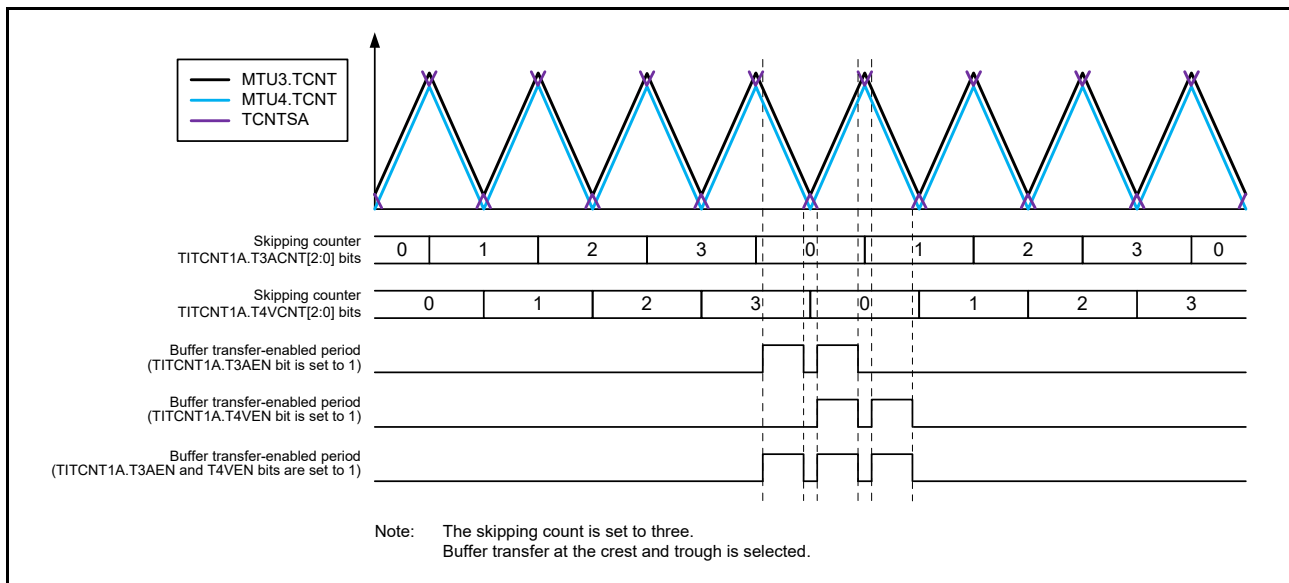 MTU3.TCNT
MTU4.TCNT
TCNTSA
Skipping counter
TITCNT1A.T3ACNT[2:0] bits
0 1 2 3 0 1 2 3 0
Skipping counter
TITCNT1A.T4VCNT[2:0] bits
0 1 2 3 0 1 2 3
Buffer transfer-enabled period
(TITCNT1A.T3AEN bit is set to 1)
Buffer transfer-enabled period
(TITCNT1A.T4VEN bit is set to 1)
Buffer transfer-enabled period
(TITCNT1A.T3AEN and T4VEN bits are set to 1)
Note: The skipping count is set to three.
Buffer transfer at the crest and trough is selected.